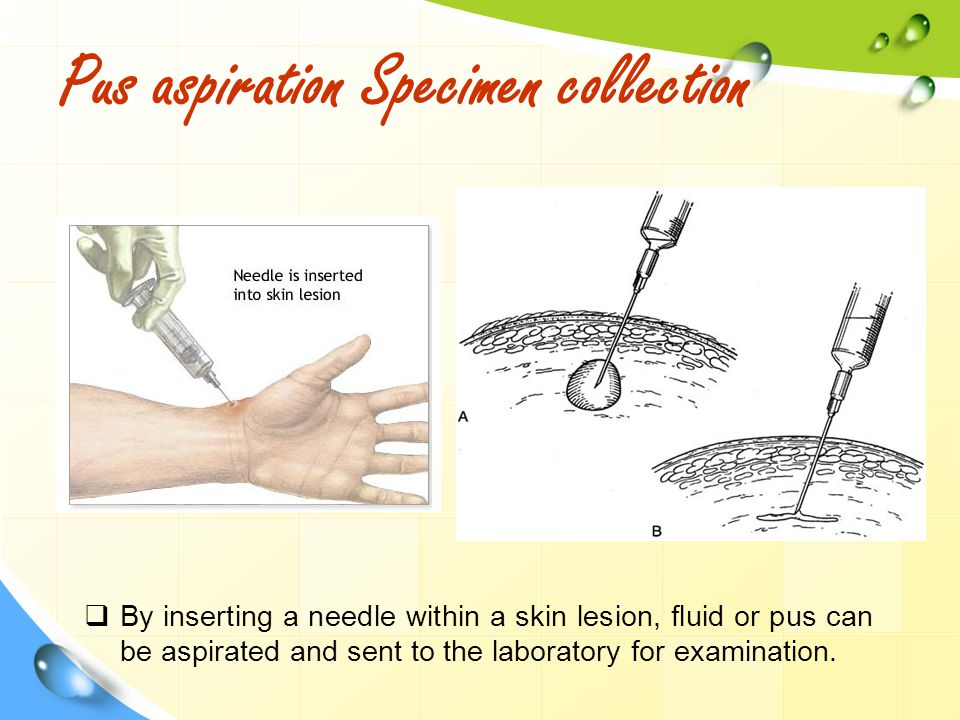 Pus aspiration Specimen collection
Needle is inserted
into skin lesion
A
B
❑ By inserting a needle within a skin lesion, fluid or pus can
be aspirated and sent to the laboratory for examination.